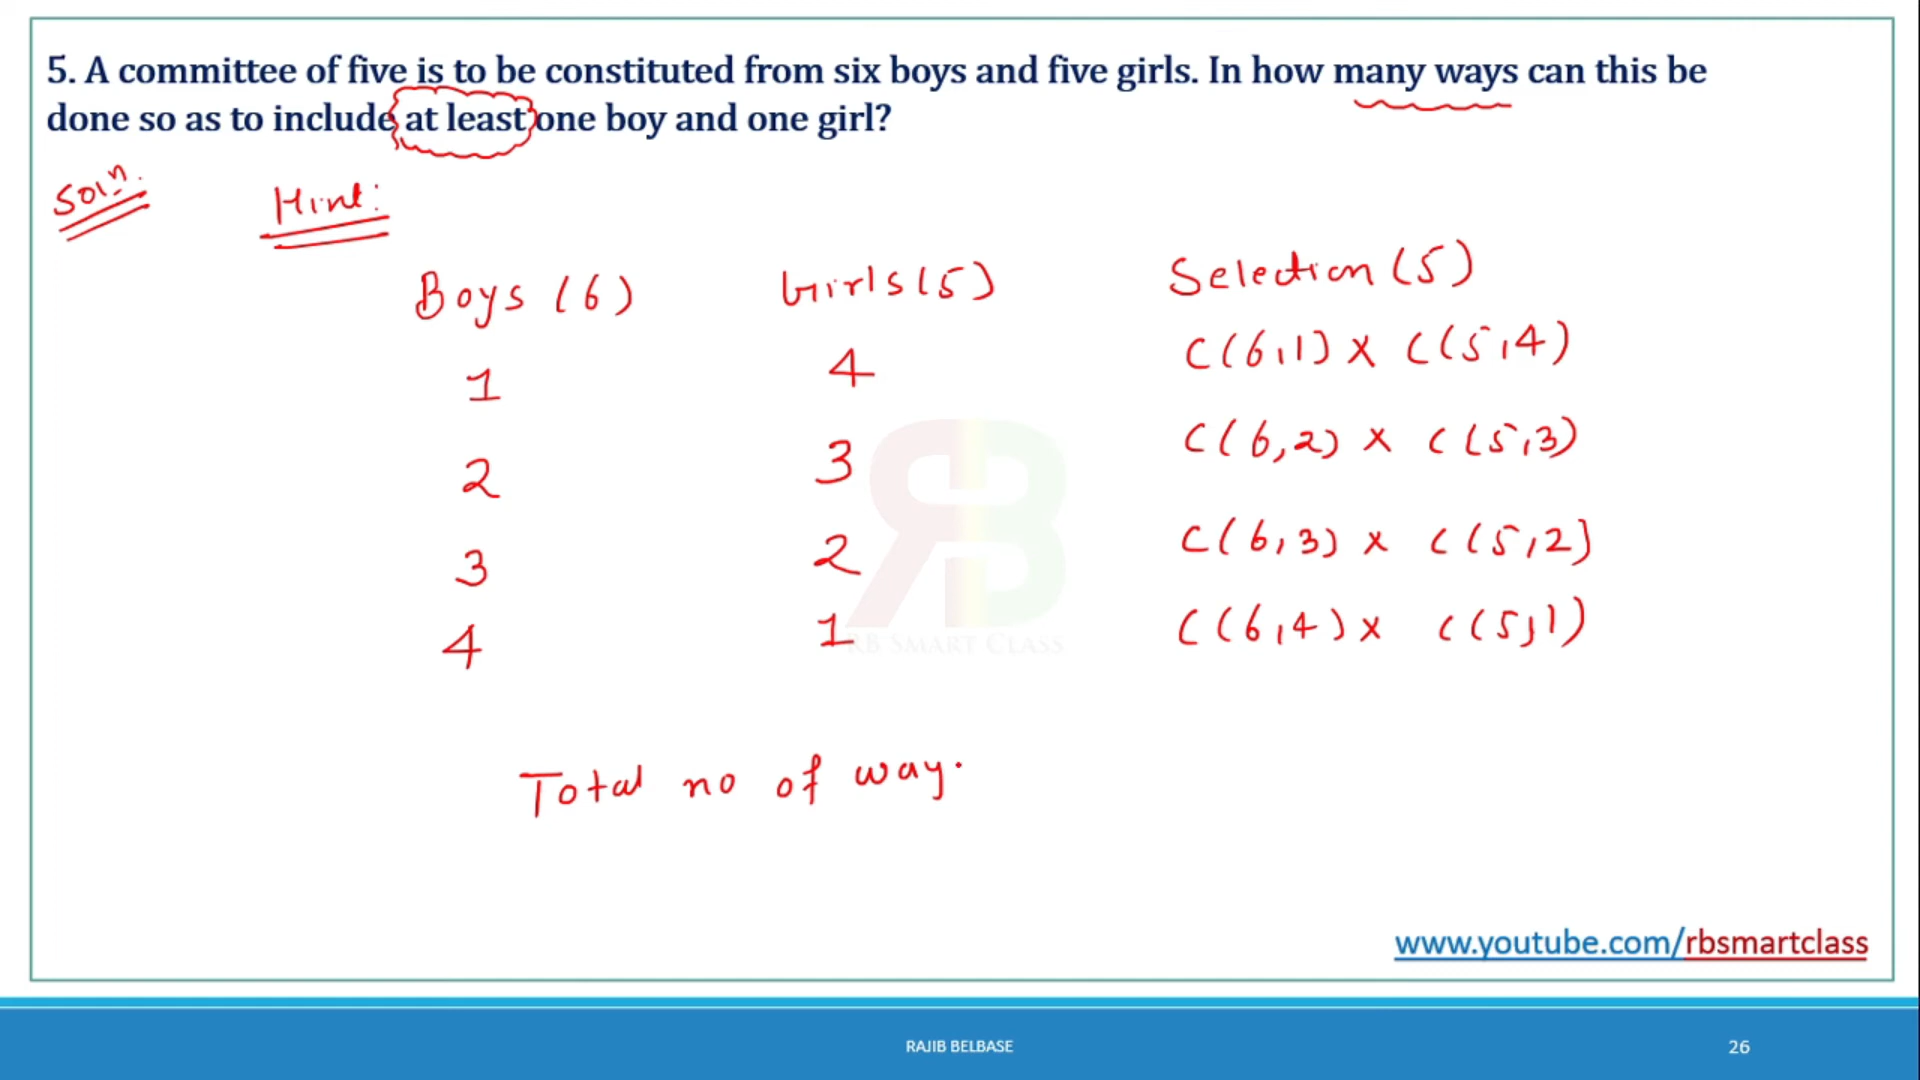 5. A committee of five is to be constituted from six boys and five girls. In how many ways can this be
done so as to include at least one boy and one girl?
Soln.
Hint:
Boys (6) Girls (5) Selection (5)
1 4 C(6,1) × C(5,4)
2 3 C(6,2) × C(5,3)
3 2 C(6,3) × C(5,2)
4 1 C(6,4) × C(5,1)
RB SMART CLASS
Total no of way.
www.youtube.com/rbsmartclass
RAJIB BELBASE
26